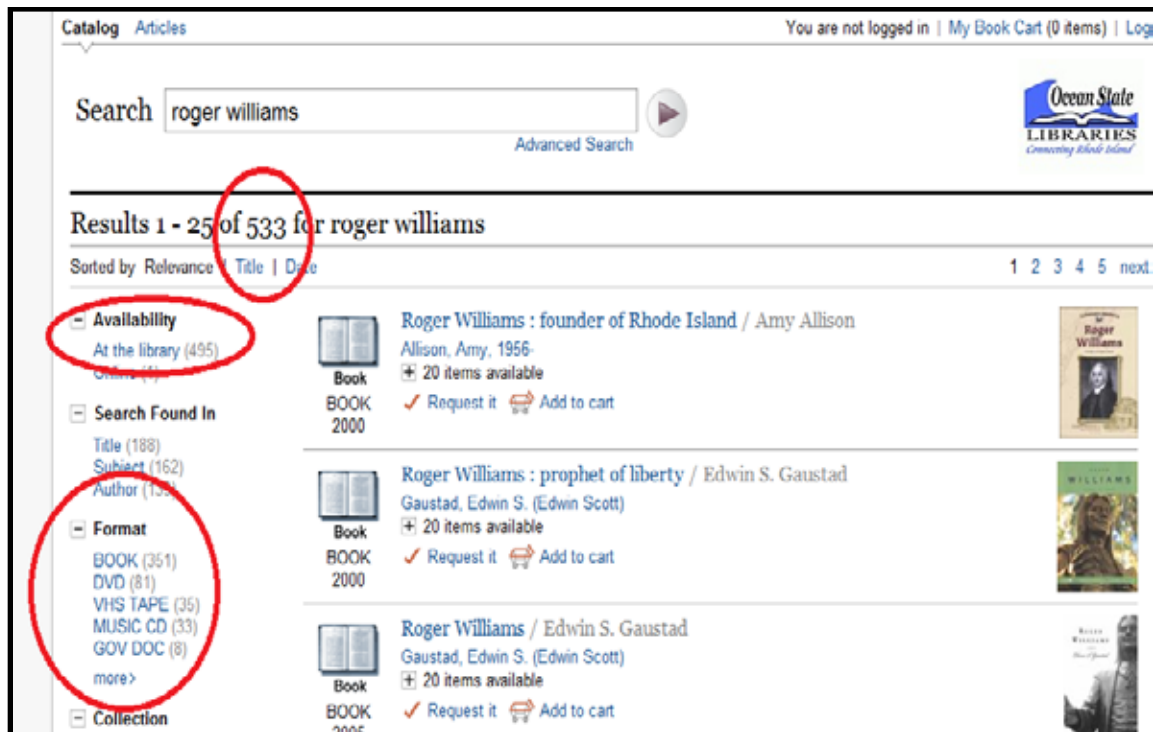 Catalog Articles
You are not logged in | My Book Cart (0 items) |
Search roger williams
Advanced Search
Ocean State
LIBRARIES
Connecting Rhode Island
Results 1 - 25 of 533 for roger williams
Sorted by Relevance | Title | Date
1 2 3 4 5 next
Availability
At the library (495)
Search Found In
Title (188)
Subject (162)
Author
Format
BOOK (351)
DVD (81)
VHS TAPE (35)
MUSIC CD (33)
GOV DOC (8)
more>
Collection
Book
BOOK
2000
Roger Williams : founder of Rhode Island / Amy Allison
Allison, Amy, 1956-
20 items available
Request it Add to cart
Roger
Williams
Book
BOOK
2000
Roger Williams : prophet of liberty / Edwin S. Gaustad
Gaustad, Edwin S. (Edwin Scott)
20 items available
Request it Add to cart
WILLIAMS
Book
BOOK
Roger Williams / Edwin S. Gaustad
Gaustad, Edwin S. (Edwin Scott)
20 items available
Request it Add to cart
ROGER
WILLIAMS